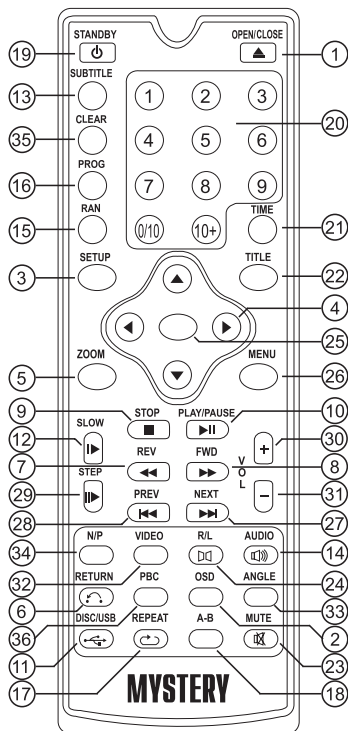 STANDBY OPEN/CLOSE
19 1
SUBTITLE
13 1 2 3 20
CLEAR
35 4 5 6
PROG
16 7 8 9
RAN TIME
15 0/10 10+ 21
SETUP TITLE
3 22
4
25
ZOOM MENU
5 26
STOP PLAY/PAUSE
9 10
SLOW
12 + 30
REV FWD
7 VOL 8
STEP
29 − 31
PREV NEXT
28 27
N/P VIDEO R/L AUDIO
34 14
32 24
RETURN PBC OSD ANGLE
6 33
36 2
DISC/USB REPEAT A-B MUTE
11 23
17 18
MYSTERY